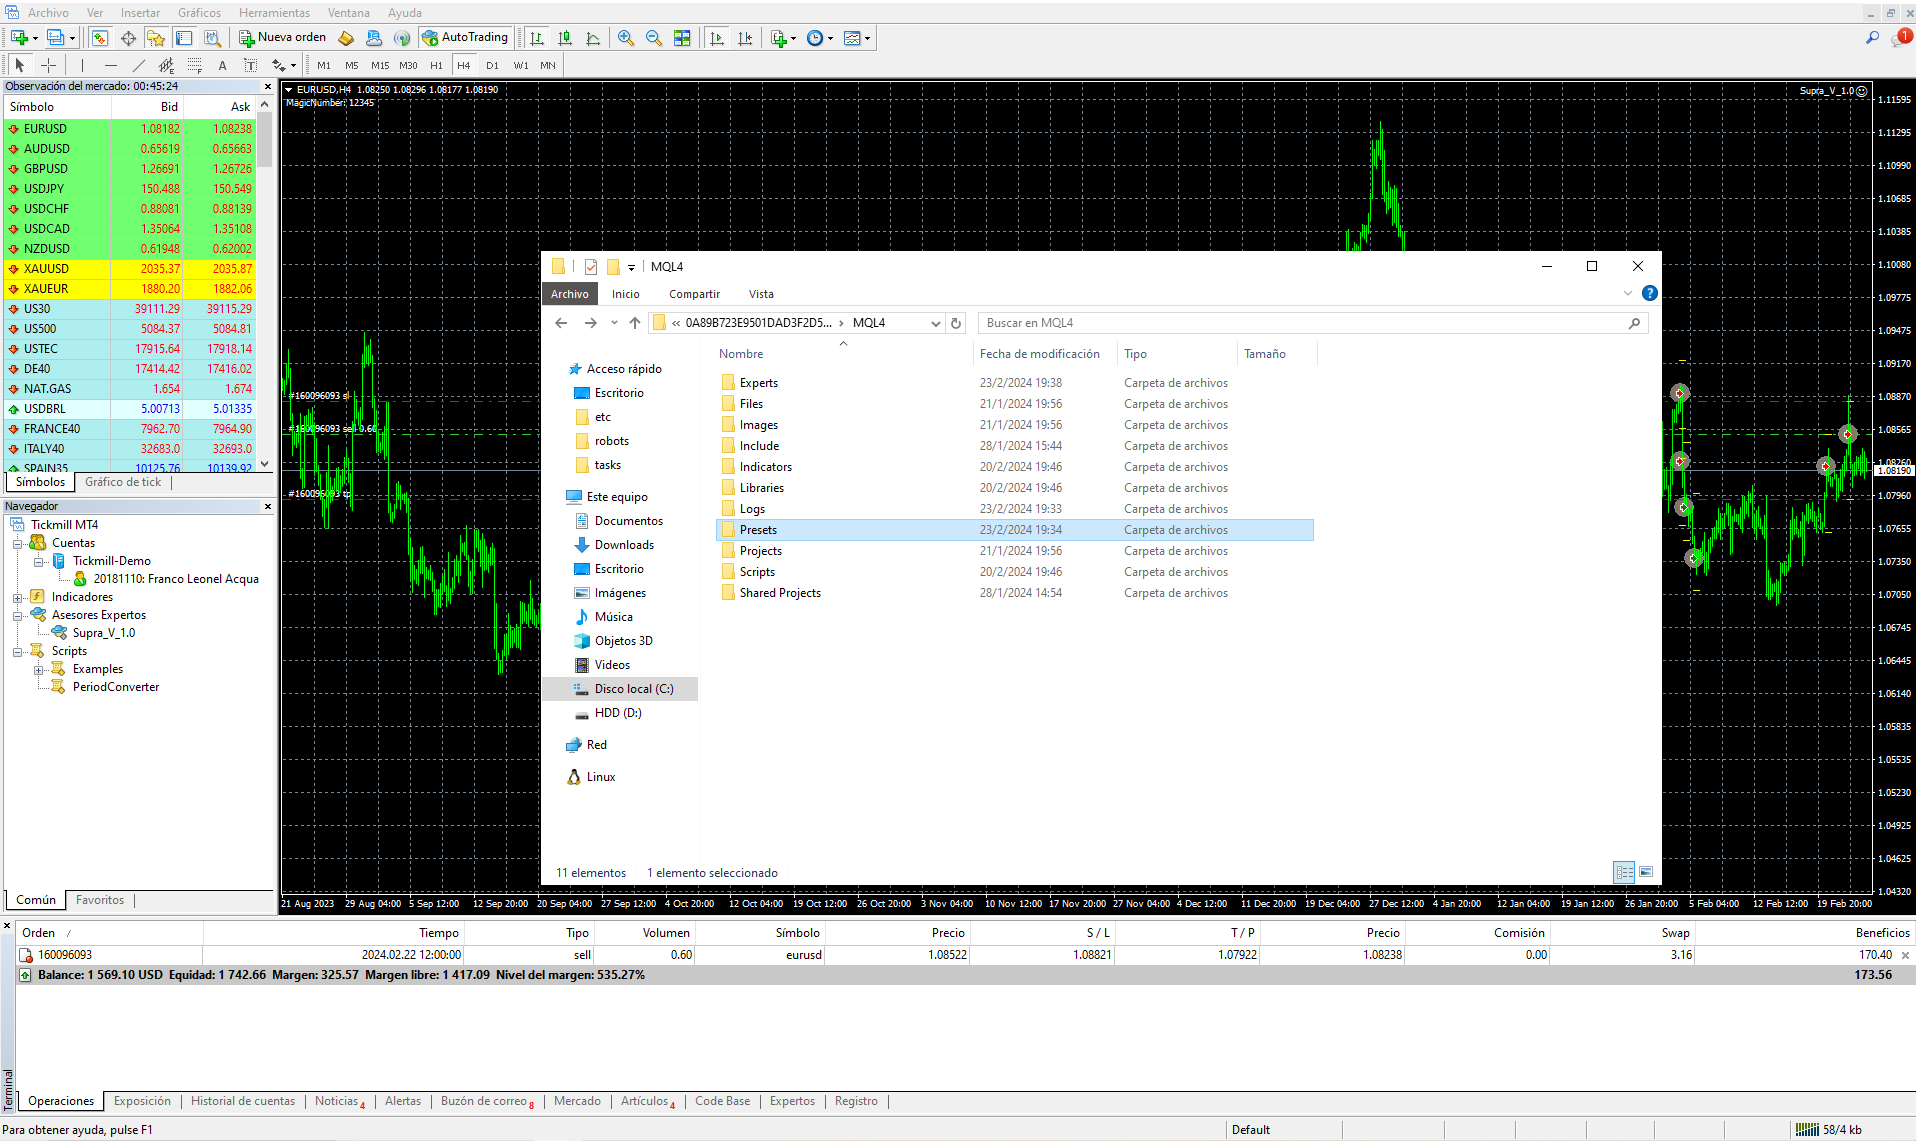 Archivo Ver Insertar Gráficos Herramientas Ventana Ayuda
Nueva orden AutoTrading 1
A T M1 M5 M15 M30 H1 H4 D1 W1 MN
Observación del mercado: 00:45:24
Símbolo Bid Ask
EURUSD 1.08182 1.08238
AUDUSD 0.65619 0.65663
GBPUSD 1.26691 1.26726
USDJPY 150.488 150.549
USDCHF 0.88081 0.88139
USDCAD 1.35064 1.35108
NZDUSD 0.61948 0.62002
XAUUSD 2035.37 2035.87
XAUEUR 1880.20 1882.06
US30 39111.29 39115.29
US500 5084.37 5084.81
USTEC 17915.64 17918.14
DE40 17414.42 17416.02
NAT.GAS 1.654 1.674
USDBRL 5.00713 5.01335
FRANCE40 7962.70 7964.90
ITALY40 32683.0 32693.0
SPAIN35 10125.76 10139.92
Símbolos Gráfico de tick
Navegador
Tickmill MT4
Cuentas
Tickmill-Demo
20181110: Franco Leonel Acqua
Indicadores
Asesores Expertos
Supra_V_1.0
Scripts
Examples
PeriodConverter
Común Favoritos
EURUSD,H4 1.08250 1.08296 1.08177 1.08190
MagicNumber: 12345
Supra_V_1.0
#160096093 sl
#160096093 sell 0.60
#160096093 tp
1.11595
1.11295
1.10990
1.10685
1.10385
1.10080
1.09775
1.09475
1.09170
1.08870
1.08565
1.08260
1.08190
1.07960
1.07655
1.07350
1.07050
1.06745
1.06445
1.06140
1.05835
1.05535
1.05230
1.04925
1.04625
1.04320
MQL4
Archivo Inicio Compartir Vista
« 0A89B723E9501DAD3F2D5... › MQL4
Buscar en MQL4
Acceso rápido
Escritorio
etc
robots
tasks
Este equipo
Documentos
Downloads
Escritorio
Imágenes
Música
Objetos 3D
Videos
Disco local (C:)
HDD (D:)
Red
Linux
Nombre Fecha de modificación Tipo Tamaño
Experts 23/2/2024 19:38 Carpeta de archivos
Files 21/1/2024 19:56 Carpeta de archivos
Images 21/1/2024 19:56 Carpeta de archivos
Include 28/1/2024 15:44 Carpeta de archivos
Indicators 20/2/2024 19:46 Carpeta de archivos
Libraries 20/2/2024 19:46 Carpeta de archivos
Logs 23/2/2024 19:33 Carpeta de archivos
Presets 23/2/2024 19:34 Carpeta de archivos
Projects 21/1/2024 19:56 Carpeta de archivos
Scripts 20/2/2024 19:46 Carpeta de archivos
Shared Projects 28/1/2024 14:54 Carpeta de archivos
11 elementos 1 elemento seleccionado
21 Aug 2023 29 Aug 04:00 5 Sep 12:00 12 Sep 20:00 20 Sep 04:00 27 Sep 12:00 4 Oct 20:00 12 Oct 04:00 19 Oct 12:00 26 Oct 20:00 3 Nov 04:00 10 Nov 12:00 17 Nov 20:00 27 Nov 04:00 4 Dec 12:00 11 Dec 20:00 19 Dec 04:00 27 Dec 12:00 4 Jan 20:00 12 Jan 04:00 19 Jan 12:00 26 Jan 20:00 5 Feb 04:00 12 Feb 12:00 19 Feb 20:00
Orden / Tiempo Tipo Volumen Símbolo Precio S / L T / P Precio Comisión Swap Beneficios
160096093 2024.02.22 12:00:00 sell 0.60 eurusd 1.08522 1.08821 1.07922 1.08238 0.00 3.16 170.40
Balance: 1 569.10 USD Equidad: 1 742.66 Margen: 325.57 Margen libre: 1 417.09 Nivel del margen: 535.27% 173.56
Terminal
Operaciones Exposición Historial de cuentas Noticias 4 Alertas Buzón de correo 8 Mercado Artículos 4 Code Base Expertos Registro
Para obtener ayuda, pulse F1 Default 58/4 kb